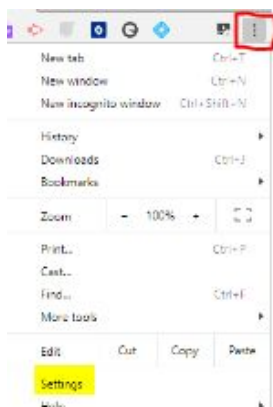 New tab Ctrl+T
New window Ctrl+N
New incognito window Ctrl+Shift+N
History
Downloads Ctrl+J
Bookmarks
Zoom - 100% +
Print... Ctrl+P
Cast...
Find... Ctrl+F
More tools
Edit Cut Copy Paste
Settings
Help